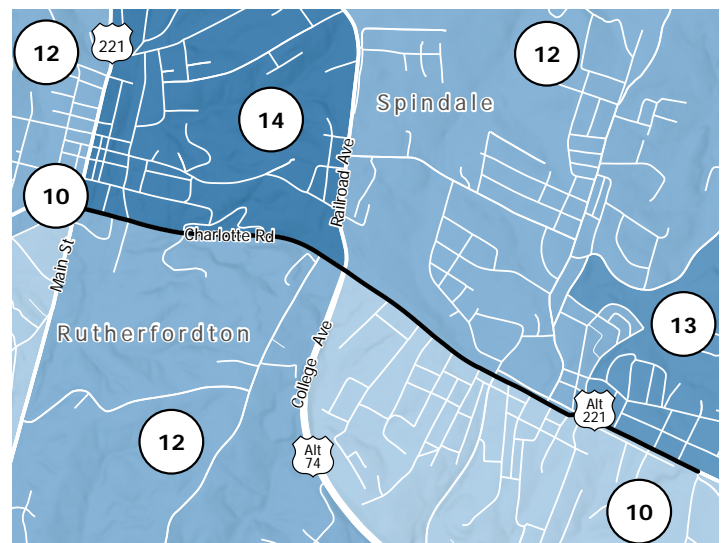 12
221
12
Spindale
14
Railroad Ave
10
Charlotte Rd
Main St
Rutherfordton
13
College Ave
Alt
221
12
Alt
74
10